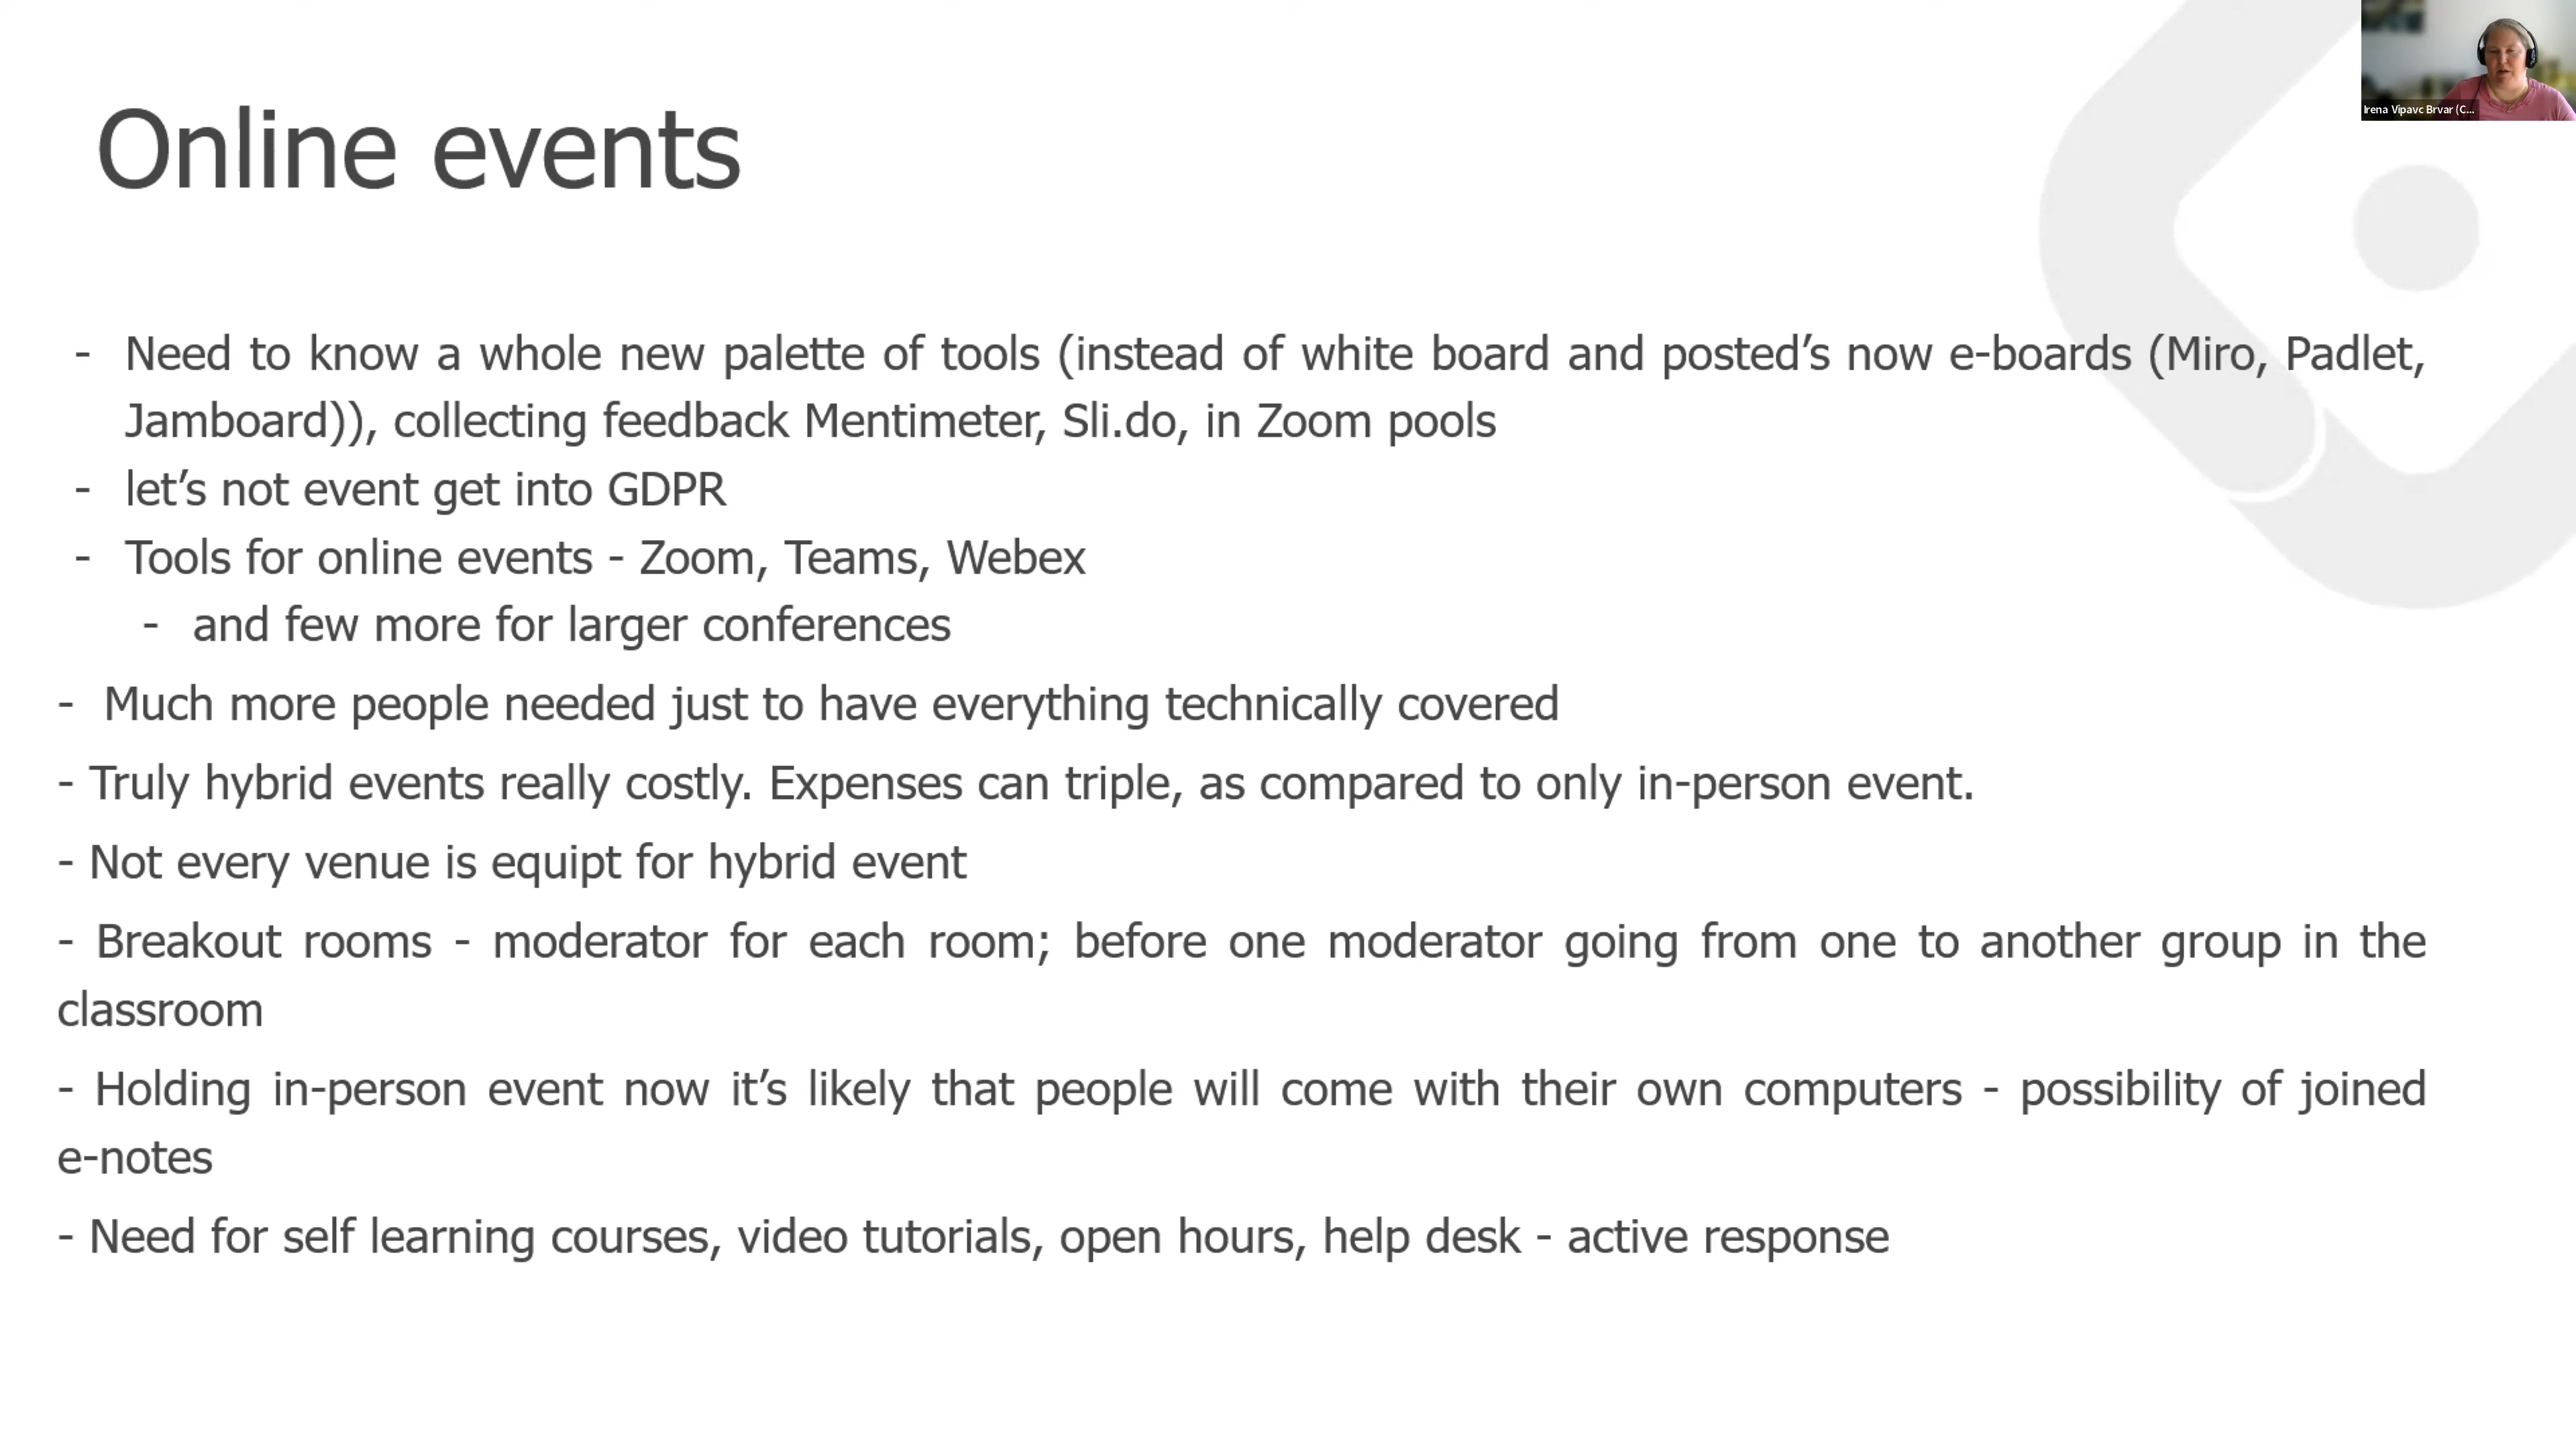 Irena Vipavc Brvar (C...
Online events
- Need to know a whole new palette of tools (instead of white board and posted’s now e-boards (Miro, Padlet,
Jamboard)), collecting feedback Mentimeter, Sli.do, in Zoom pools
- let’s not event get into GDPR
- Tools for online events - Zoom, Teams, Webex
- and few more for larger conferences
- Much more people needed just to have everything technically covered
- Truly hybrid events really costly. Expenses can triple, as compared to only in-person event.
- Not every venue is equipt for hybrid event
- Breakout rooms - moderator for each room; before one moderator going from one to another group in the
classroom
- Holding in-person event now it’s likely that people will come with their own computers - possibility of joined
e-notes
- Need for self learning courses, video tutorials, open hours, help desk - active response